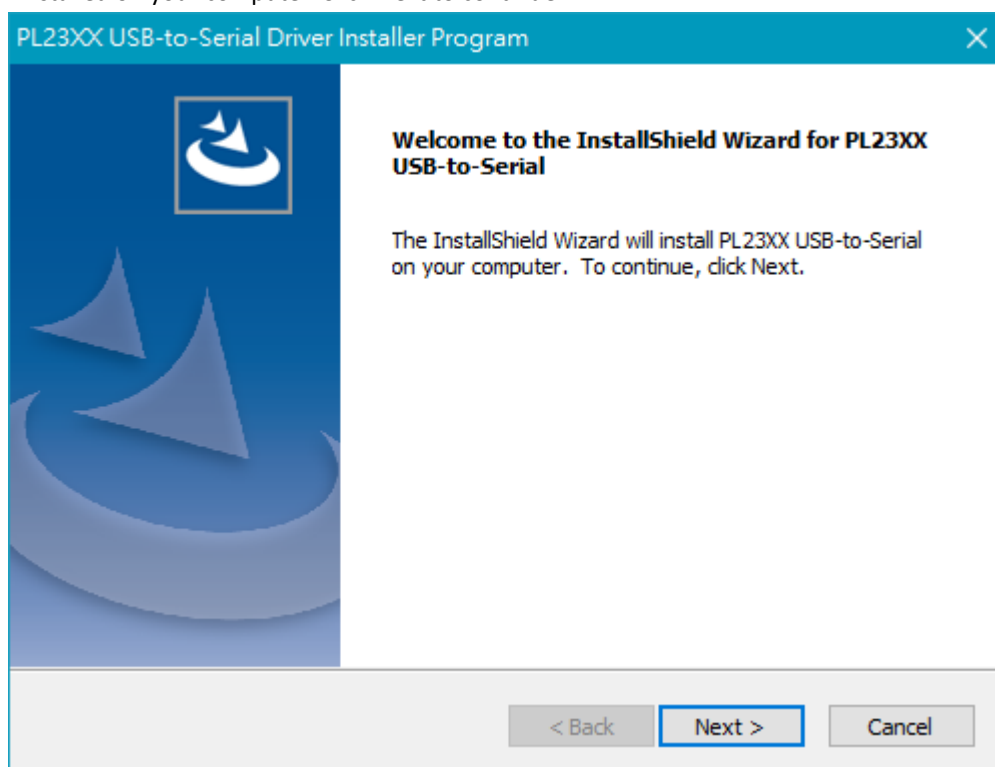 PL23XX USB-to-Serial Driver Installer Program
Welcome to the InstallShield Wizard for PL23XX
USB-to-Serial
The InstallShield Wizard will install PL23XX USB-to-Serial
on your computer. To continue, click Next.
< Back
Next >
Cancel